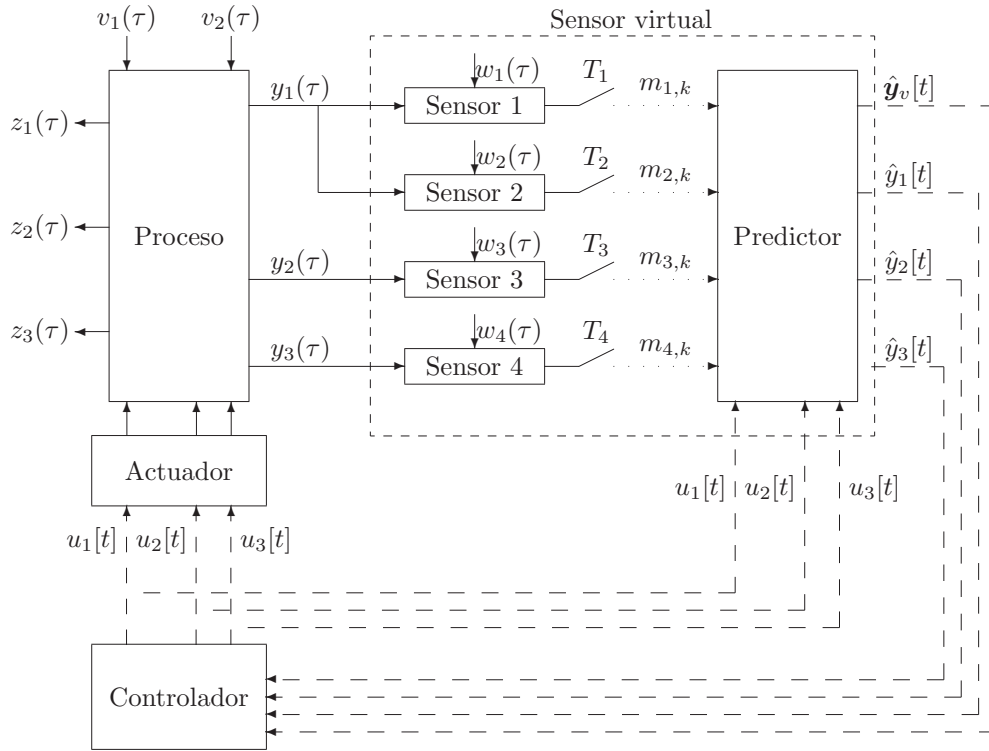 Sensor virtual
v₁(τ) v₂(τ)
y₁(τ) w₁(τ) T₁ m₁,ₖ ŷᵥ[t]
Sensor 1
z₁(τ)
w₂(τ) T₂ m₂,ₖ ŷ₁[t]
Sensor 2
z₂(τ) Proceso Predictor
y₂(τ) w₃(τ) T₃ m₃,ₖ ŷ₂[t]
Sensor 3
z₃(τ)
y₃(τ) w₄(τ) T₄ m₄,ₖ ŷ₃[t]
Sensor 4
Actuador
u₁[t] u₂[t] u₃[t]
u₁[t] u₂[t] u₃[t]
Controlador